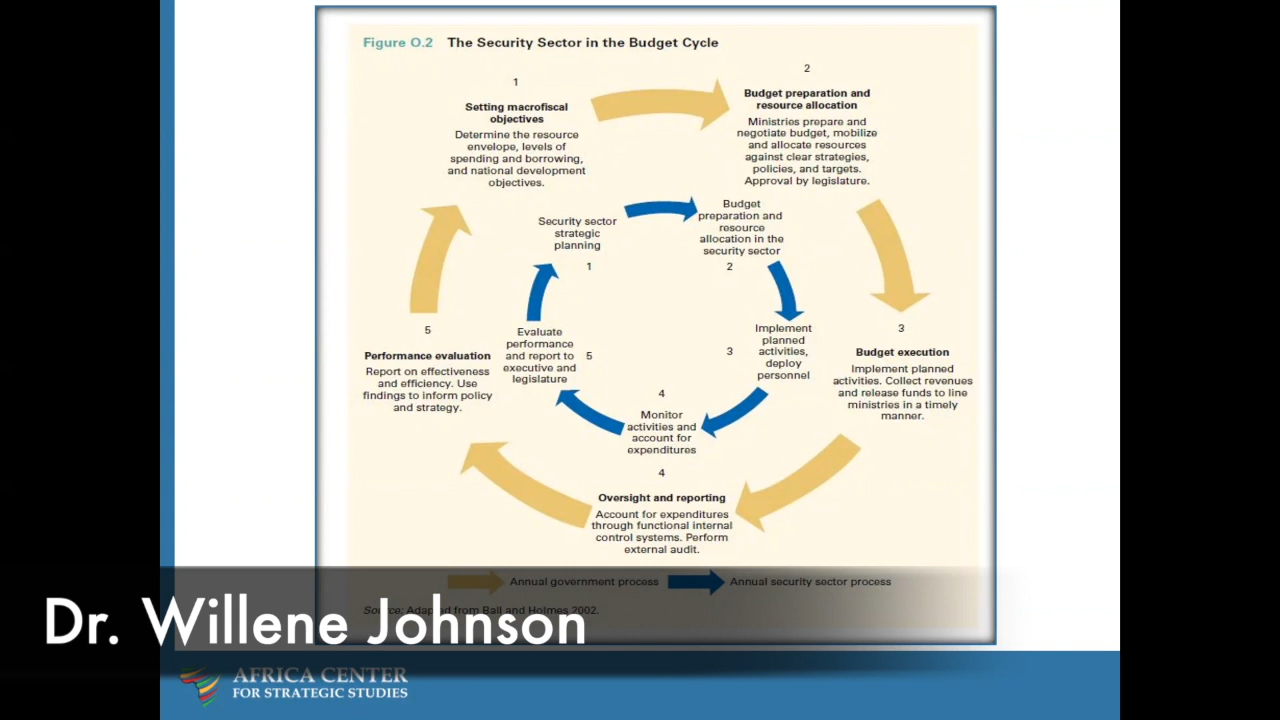 Figure O.2 The Security Sector in the Budget Cycle
1
Setting macrofiscal
objectives
Determine the resource
envelope, levels of
spending and borrowing,
and national development
objectives.
2
Budget preparation and
resource allocation
Ministries prepare and
negotiate budget, mobilize
and allocate resources
against clear strategies,
policies, and targets.
Approval by legislature.
3
Budget execution
Implement planned
activities. Collect revenues
and release funds to line
ministries in a timely
manner.
4
Oversight and reporting
Account for expenditures
through functional internal
control systems. Perform
external audit.
5
Performance evaluation
Report on effectiveness
and efficiency. Use
findings to inform policy
and strategy.
Security sector
strategic
planning
1
Budget
preparation and
resource
allocation in the
security sector
2
Implement
planned
activities,
deploy
personnel
3
4
Monitor
activities and
account for
expenditures
Evaluate
performance
and report to
executive and
legislature
5
Annual government process
Annual security sector process
Source: Adapted from Ball and Holmes 2002.
Dr. Willene Johnson
AFRICA CENTER
FOR STRATEGIC STUDIES